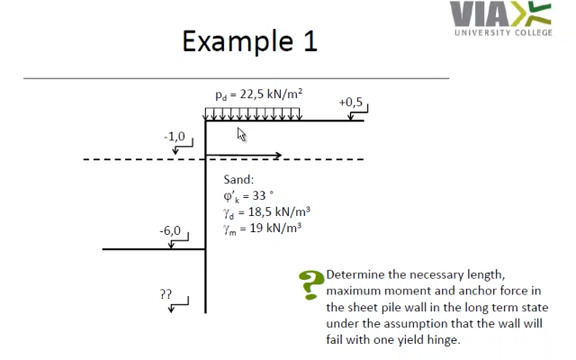 VIA
UNIVERSITY COLLEGE
Example 1
pd = 22,5 kN/m²
+0,5
-1,0
Sand:
φ'k = 33 °
γd = 18,5 kN/m³
γm = 19 kN/m³
-6,0
??
?
Determine the necessary length,
maximum moment and anchor force in
the sheet pile wall in the long term state
under the assumption that the wall will
fail with one yield hinge.